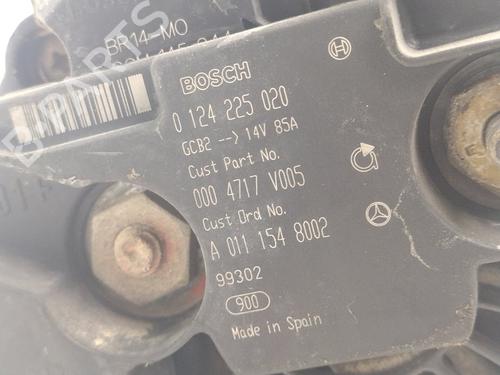 BR14-MO
BOSCH
0 124 225 020
GCB2 --> 14V 85A
Cust Part No.
000 4717 V005
Cust Ord No.
A 011 154 8002
99302
900
Made in Spain
B PARTS